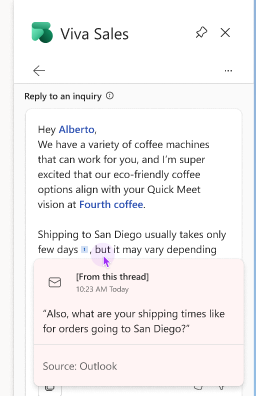 Viva Sales
Reply to an inquiry
Hey Alberto,
We have a variety of coffee machines
that can work for you, and I'm super
excited that our eco-friendly coffee
options align with your Quick Meet
vision at Fourth coffee.
Shipping to San Diego usually takes only
few days 1, but it may vary depending
[From this thread]
10:23 AM Today
“Also, what are your shipping times like
for orders going to San Diego?”
Source: Outlook